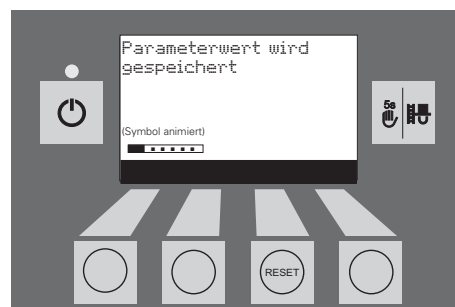 Parameterwert wird
gespeichert
(Symbol animiert)
5s
RESET